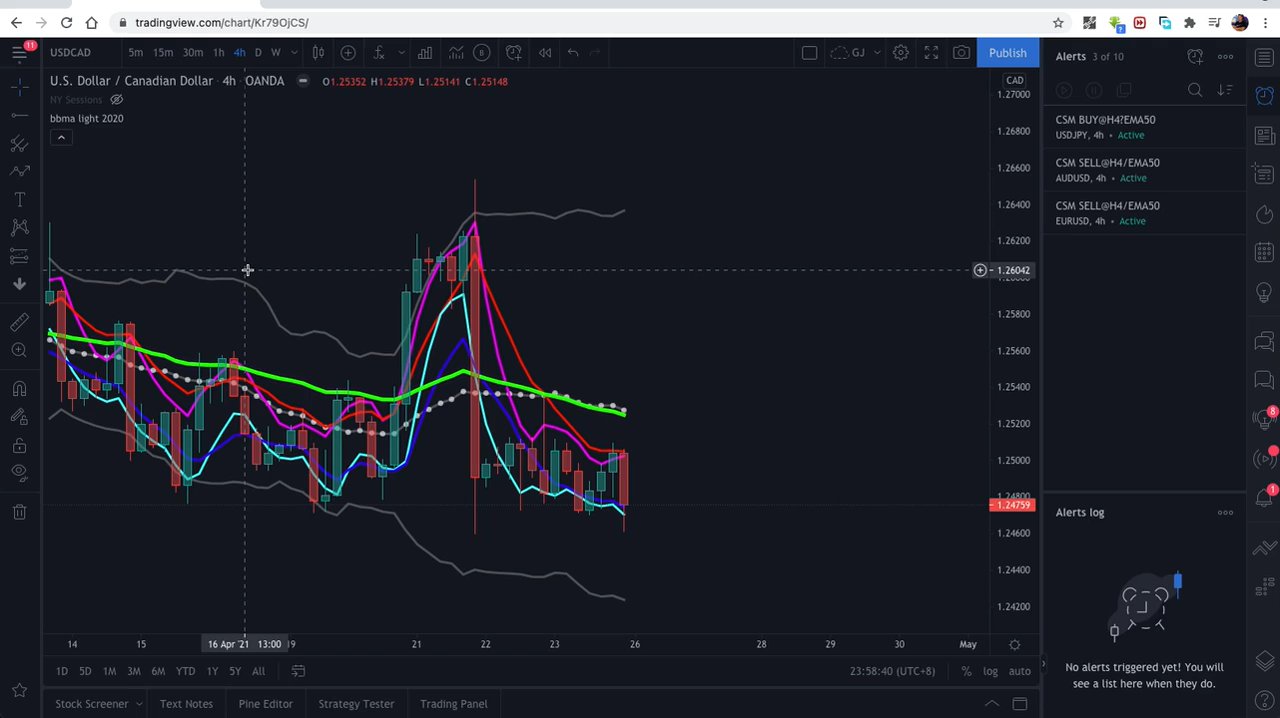 tradingview.com/chart/Kr79OjCS/
11
USDCAD 5m 15m 30m 1h 4h D W GJ Publish
U.S. Dollar / Canadian Dollar · 4h · OANDA O1.25352 H1.25379 L1.25141 C1.25148
NY Sessions
bbma light 2020
CAD
1.27000
1.26800
1.26600
1.26400
1.26200
1.26042
1.25800
1.25600
1.25400
1.25200
1.25000
1.24800
1.24759
1.24600
1.24400
1.24200
14 15 16 Apr '21 13:00 19 21 22 23 26 28 29 30 May
1D 5D 1M 3M 6M YTD 1Y 5Y All 23:58:40 (UTC+8) % log auto
Stock Screener Text Notes Pine Editor Strategy Tester Trading Panel
Alerts 3 of 10
CSM BUY@H4?EMA50
USDJPY, 4h • Active
CSM SELL@H4/EMA50
AUDUSD, 4h • Active
CSM SELL@H4/EMA50
EURUSD, 4h • Active
Alerts log
No alerts triggered yet! You will
see a list here when they do.
8
1